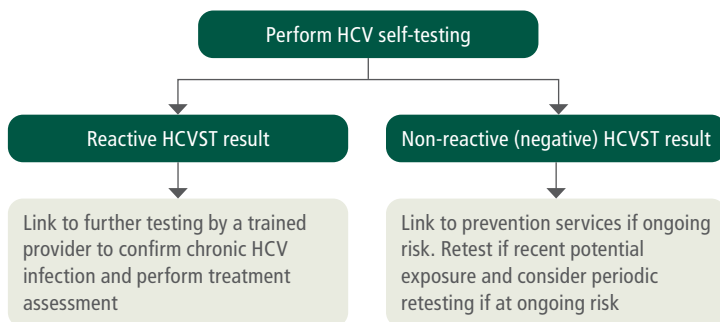 Perform HCV self-testing
Reactive HCVST result
Non-reactive (negative) HCVST result
Link to further testing by a trained
provider to confirm chronic HCV
infection and perform treatment
assessment
Link to prevention services if ongoing
risk. Retest if recent potential
exposure and consider periodic
retesting if at ongoing risk